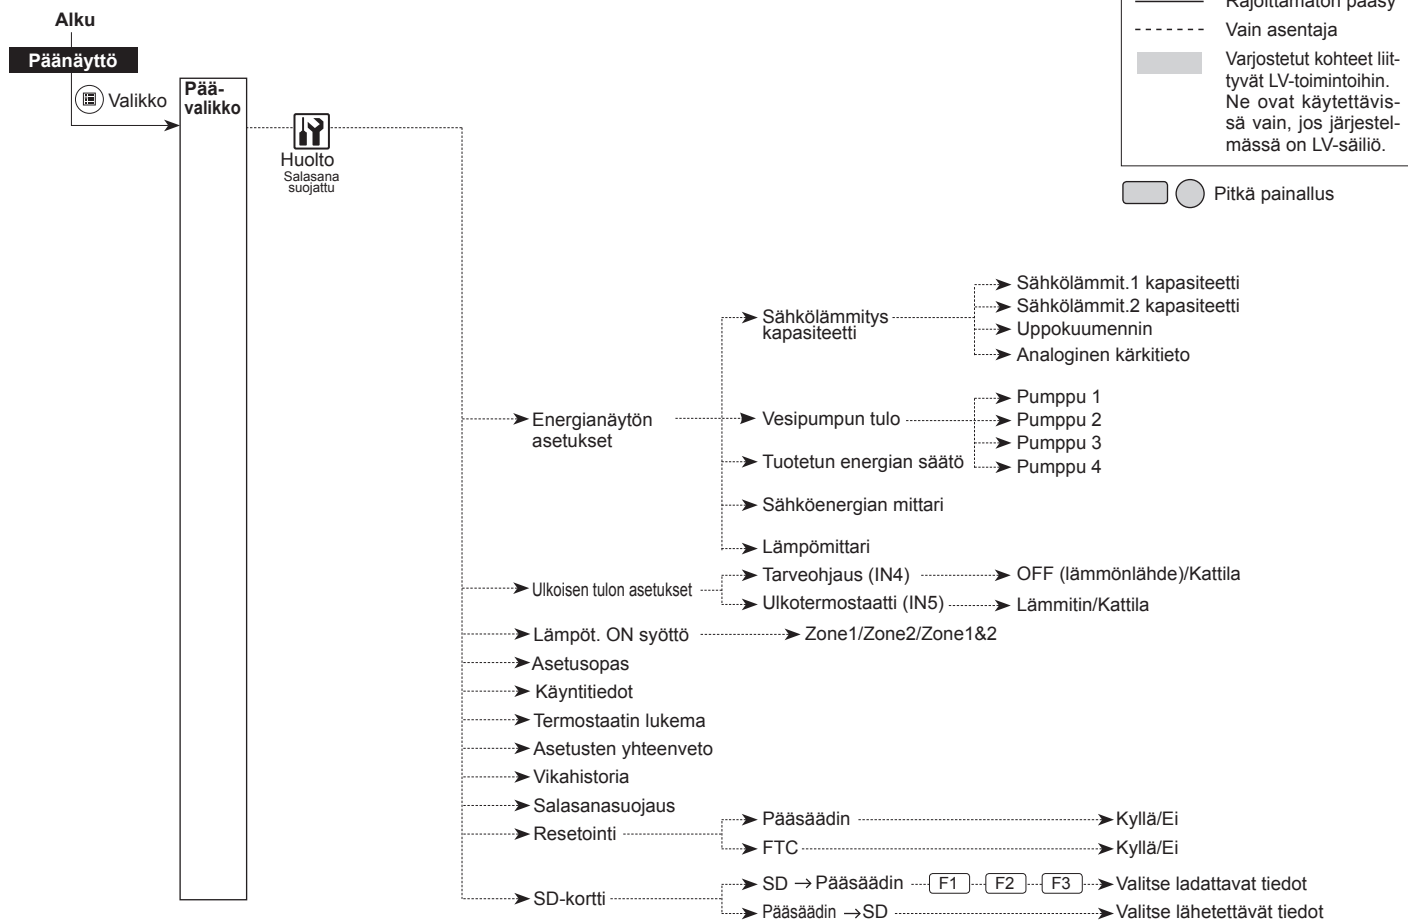 Alku
Päänäyttö
Valikko
Pää-
valikko
Huolto
Salasana
suojattu
Rajoittamaton pääsy
Vain asentaja
Varjostetut kohteet liit-
tyvät LV-toimintoihin.
Ne ovat käytettävis-
sä vain, jos järjestel-
mässä on LV-säiliö.
Pitkä painallus
Energianäytön
asetukset
Sähkölämmitys
kapasiteetti
Sähkölämmit.1 kapasiteetti
Sähkölämmit.2 kapasiteetti
Uppokuumennin
Analoginen kärkitieto
Vesipumpun tulo
Pumppu 1
Pumppu 2
Pumppu 3
Pumppu 4
Tuotetun energian säätö
Sähköenergian mittari
Lämpömittari
Ulkoisen tulon asetukset
Tarveohjaus (IN4)
OFF (lämmönlähde)/Kattila
Ulkotermostaatti (IN5)
Lämmitin/Kattila
Lämpöt. ON syöttö
Zone1/Zone2/Zone1&2
Asetusopas
Käyntitiedot
Termostaatin lukema
Asetusten yhteenveto
Vikahistoria
Salasanasuojaus
Resetointi
Pääsäädin
Kyllä/Ei
FTC
Kyllä/Ei
SD-kortti
SD → Pääsäädin
F1
F2
F3
Valitse ladattavat tiedot
Pääsäädin → SD
Valitse lähetettävät tiedot